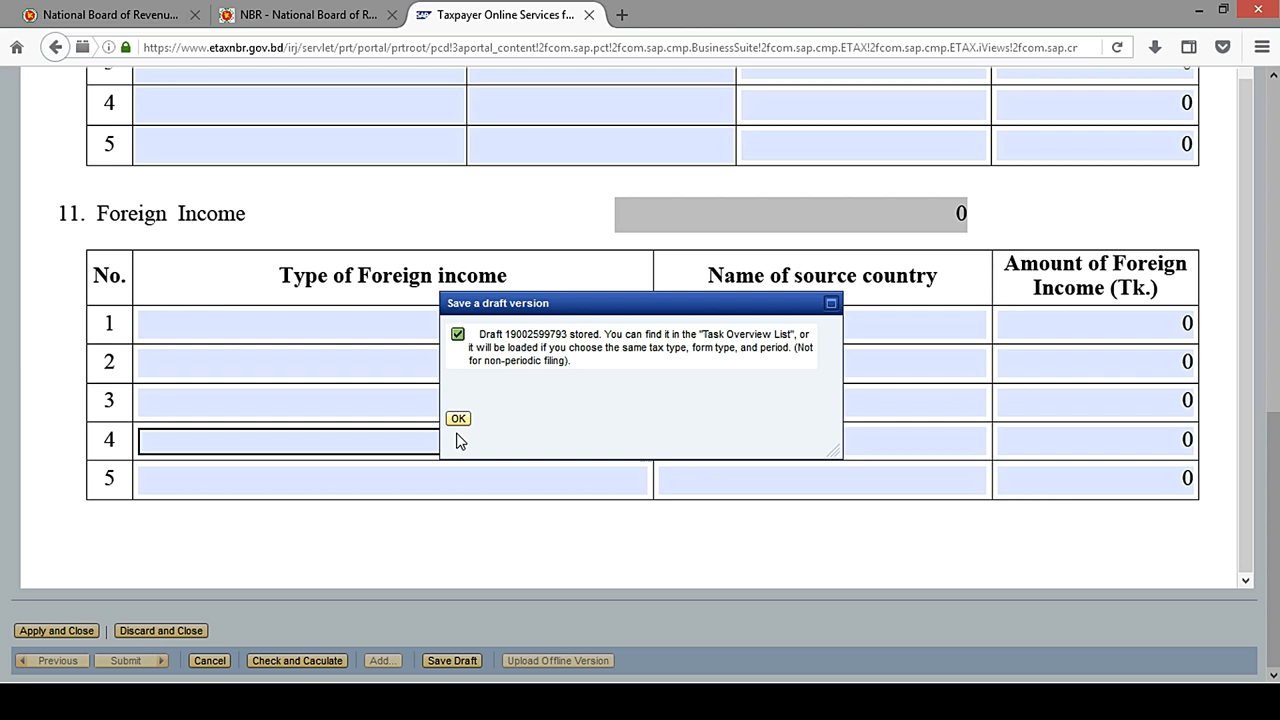 National Board of Revenu...
NBR - National Board of R...
Taxpayer Online Services f...
https://www.etaxnbr.gov.bd/irj/servlet/prt/portal/prtroot/pcd!3aportal_content!2fcom.sap.pct!2fcom.sap.cmp.BusinessSuite!2fcom.sap.cmp.ETAX!2fcom.sap.cmp.ETAX.iViews!2fcom.sap.cr
4 0
5 0
11. Foreign Income 0
No. Type of Foreign income Name of source country Amount of Foreign
Income (Tk.)
Save a draft version
1 0
Draft 19002599793 stored. You can find it in the "Task Overview List", or
it will be loaded if you choose the same tax type, form type, and period. (Not
for non-periodic filing).
2 0
3 0
OK
4 0
5 0
Apply and Close | Discard and Close
Previous Submit Cancel Check and Caculate Add... Save Draft Upload Offline Version